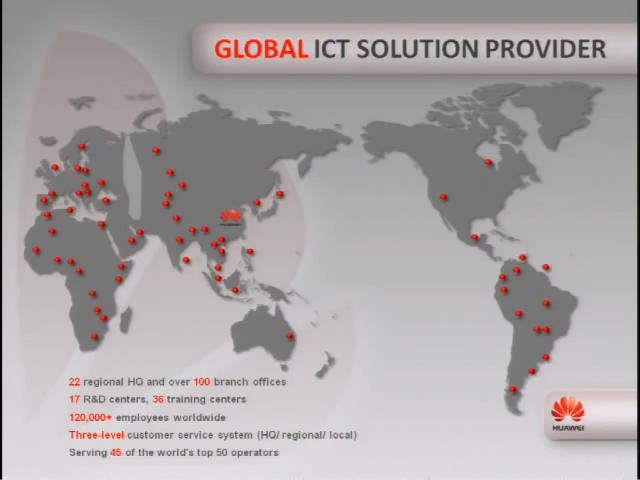 GLOBAL ICT SOLUTION PROVIDER
22 regional HQ and over 100 branch offices
17 R&D centers, 36 training centers
120,000+ employees worldwide
Three-level customer service system (HQ/ regional/ local)
Serving 45 of the world's top 50 operators
HUAWEI